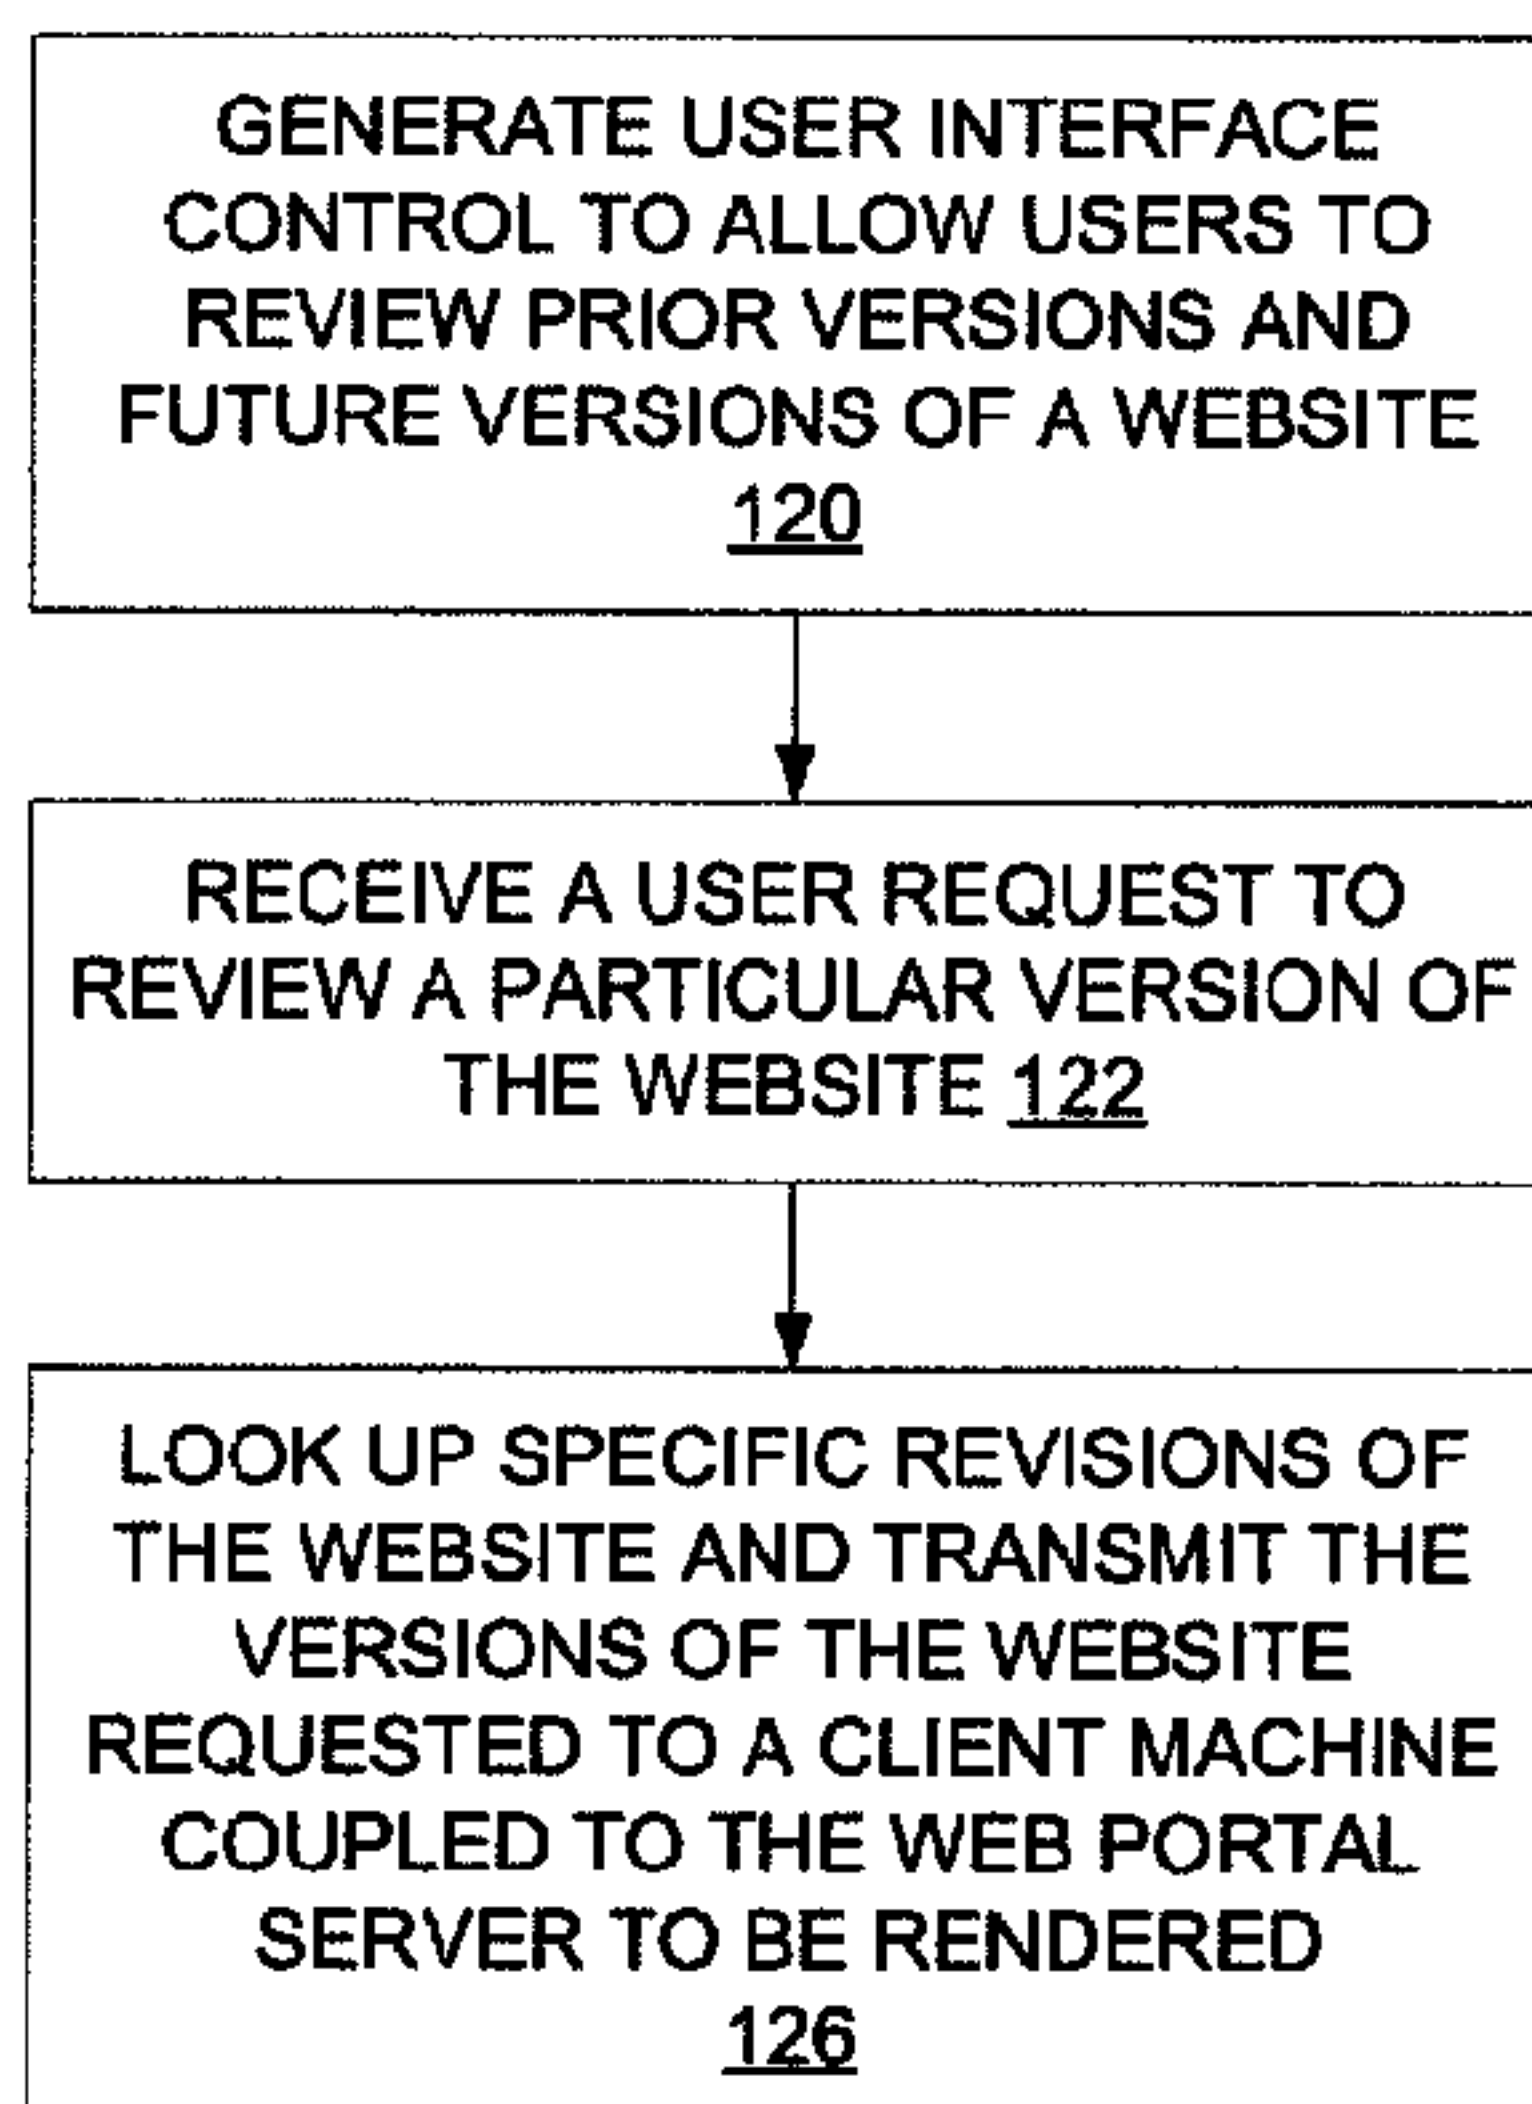 GENERATE USER INTERFACE
CONTROL TO ALLOW USERS TO
REVIEW PRIOR VERSIONS AND
FUTURE VERSIONS OF A WEBSITE
120
RECEIVE A USER REQUEST TO
REVIEW A PARTICULAR VERSION OF
THE WEBSITE 122
LOOK UP SPECIFIC REVISIONS OF
THE WEBSITE AND TRANSMIT THE
VERSIONS OF THE WEBSITE
REQUESTED TO A CLIENT MACHINE
COUPLED TO THE WEB PORTAL
SERVER TO BE RENDERED
126